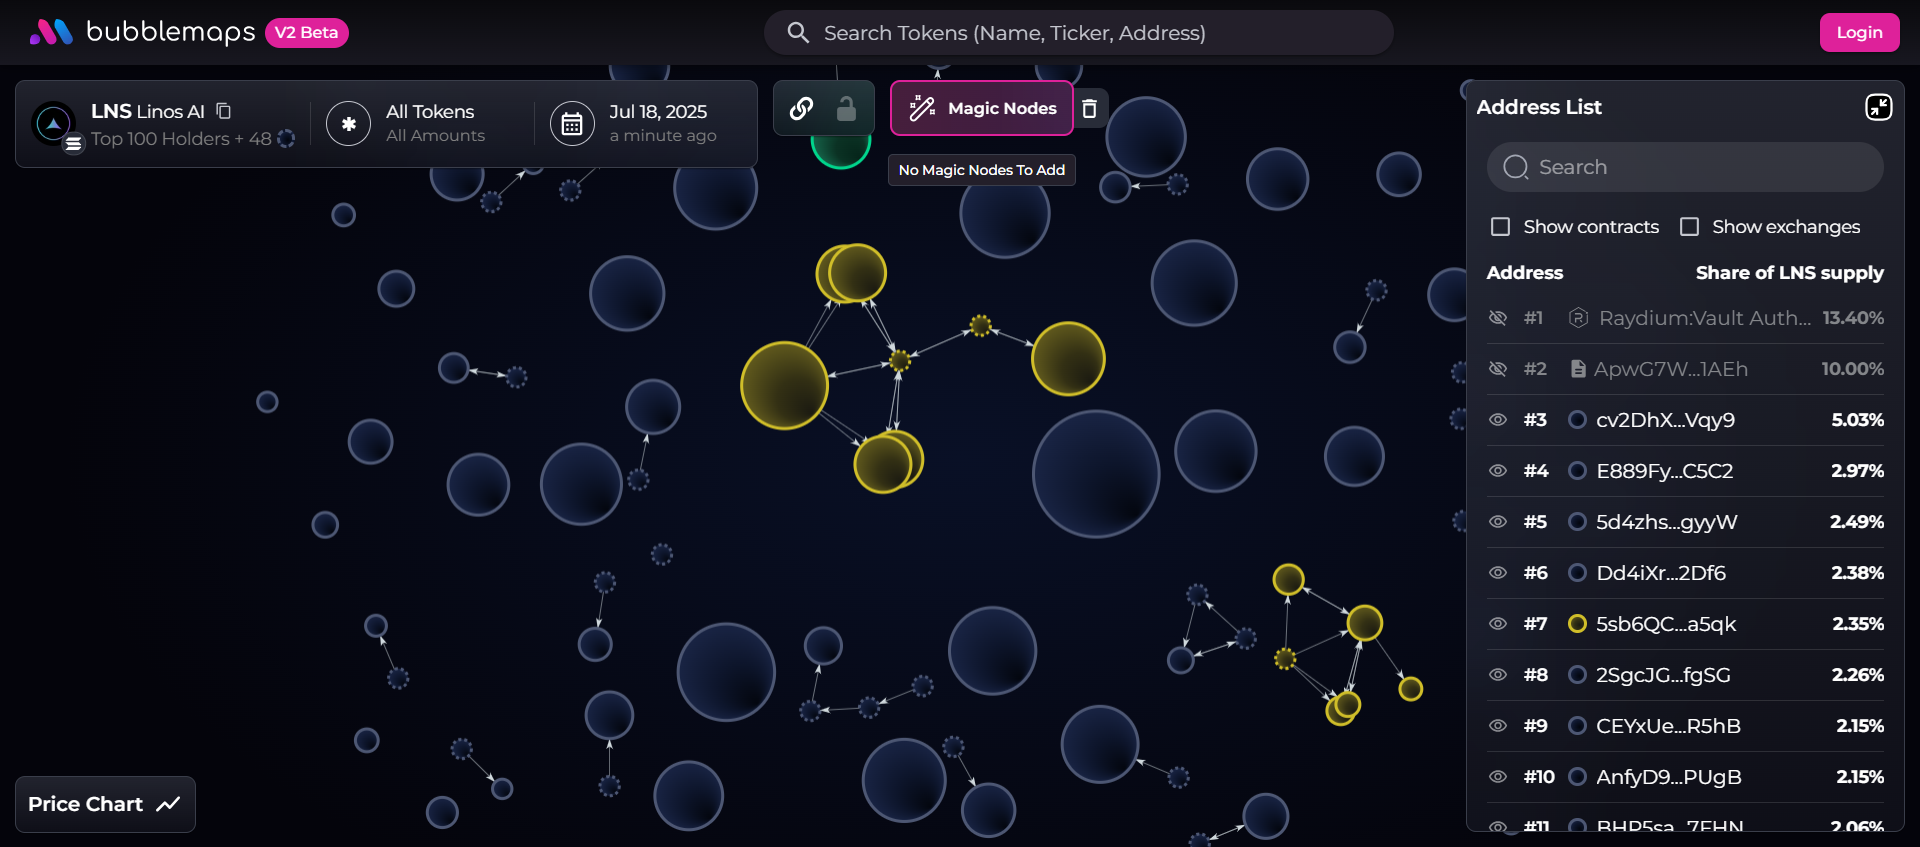 bubblemaps V2 Beta
Search Tokens (Name, Ticker, Address)
Login
LNS Linos AI
Top 100 Holders + 48
All Tokens
All Amounts
Jul 18, 2025
a minute ago
Magic Nodes
No Magic Nodes To Add
Address List
Search
Show contracts
Show exchanges
Address Share of LNS supply
#1 Raydium:Vault Auth... 13.40%
#2 ApwG7W...1AEh 10.00%
#3 cv2DhX...Vqy9 5.03%
#4 E889Fy...C5C2 2.97%
#5 5d4zhs...gyyW 2.49%
#6 Dd4iXr...2Df6 2.38%
#7 5sb6QC...a5qk 2.35%
#8 2SgcJG...fgSG 2.26%
#9 CEYxUe...R5hB 2.15%
#10 AnfyD9...PUgB 2.15%
#11 2.06%
Price Chart